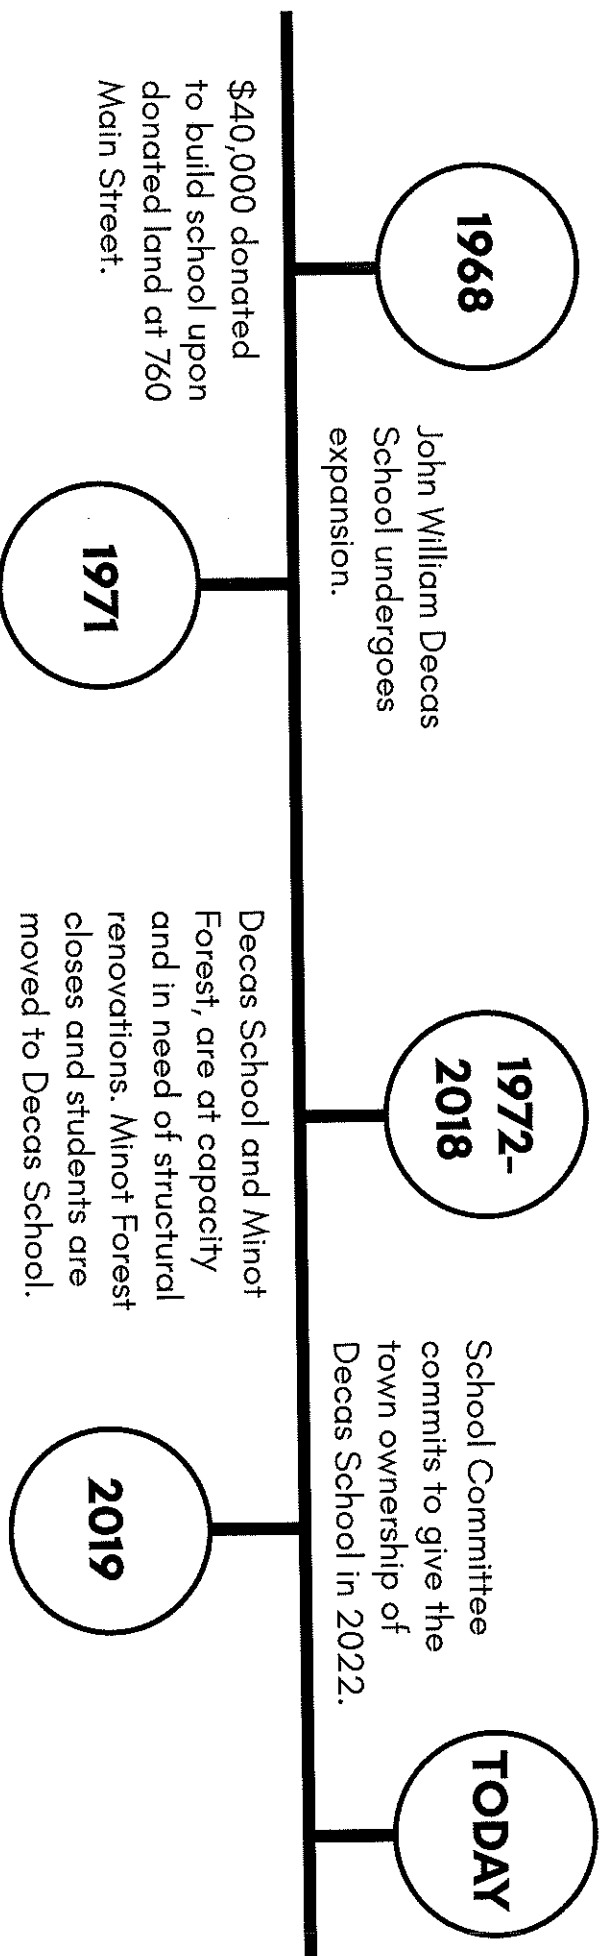 1968
$40,000 donated
to build school upon
donated land at 760
Main Street.
John William Decas
School undergoes
expansion.
1971
1972-
2018
Decas School and Minot
Forest, are at capacity
and in need of structural
renovations. Minot Forest
closes and students are
moved to Decas School.
School Committee
commits to give the
town ownership of
Decas School in 2022.
2019
TODAY